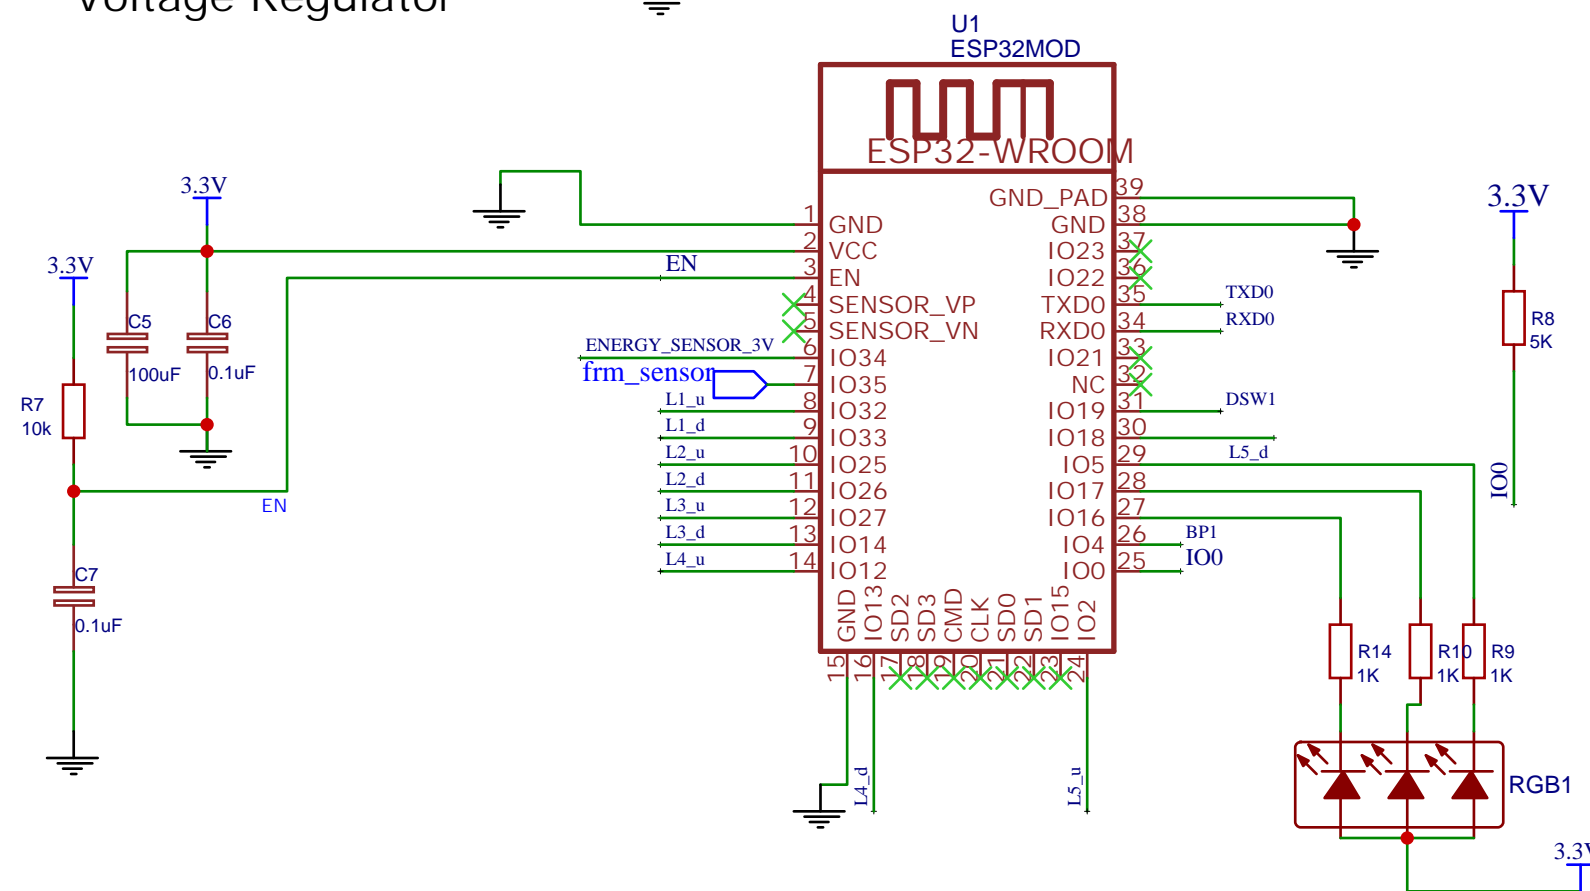 Voltage Regulator
U1
ESP32MOD
ESP32-WROOM
3.3V
3.3V
3.3V
3.3V
C5
100uF
C6
0.1uF
R7
10k
C7
0.1uF
EN
EN
ENERGY_SENSOR_3V
frm_sensor
L1_u
L1_d
L2_u
L2_d
L3_u
L3_d
L4_u
1 GND
2 VCC
3 EN
4 SENSOR_VP
5 SENSOR_VN
6 IO34
7 IO35
8 IO32
9 IO33
10 IO25
11 IO26
12 IO27
13 IO14
14 IO12
15 GND
16 IO13
17 SD2
18 SD3
19 CMD
20 CLK
21 SD0
22 SD1
23 IO15
24 IO2
L4_d
L5_u
GND_PAD 39
GND 38
IO23 37
IO22 36
TXD0 35
RXD0 34
IO21 33
NC 32
IO19 31
IO18 30
IO5 29
IO17 28
IO16 27
IO4 26
IO0 25
TXD0
RXD0
DSW1
L5_d
BP1
IO0
R8
5K
IO0
R14
1K
R10
1K
R9
1K
RGB1